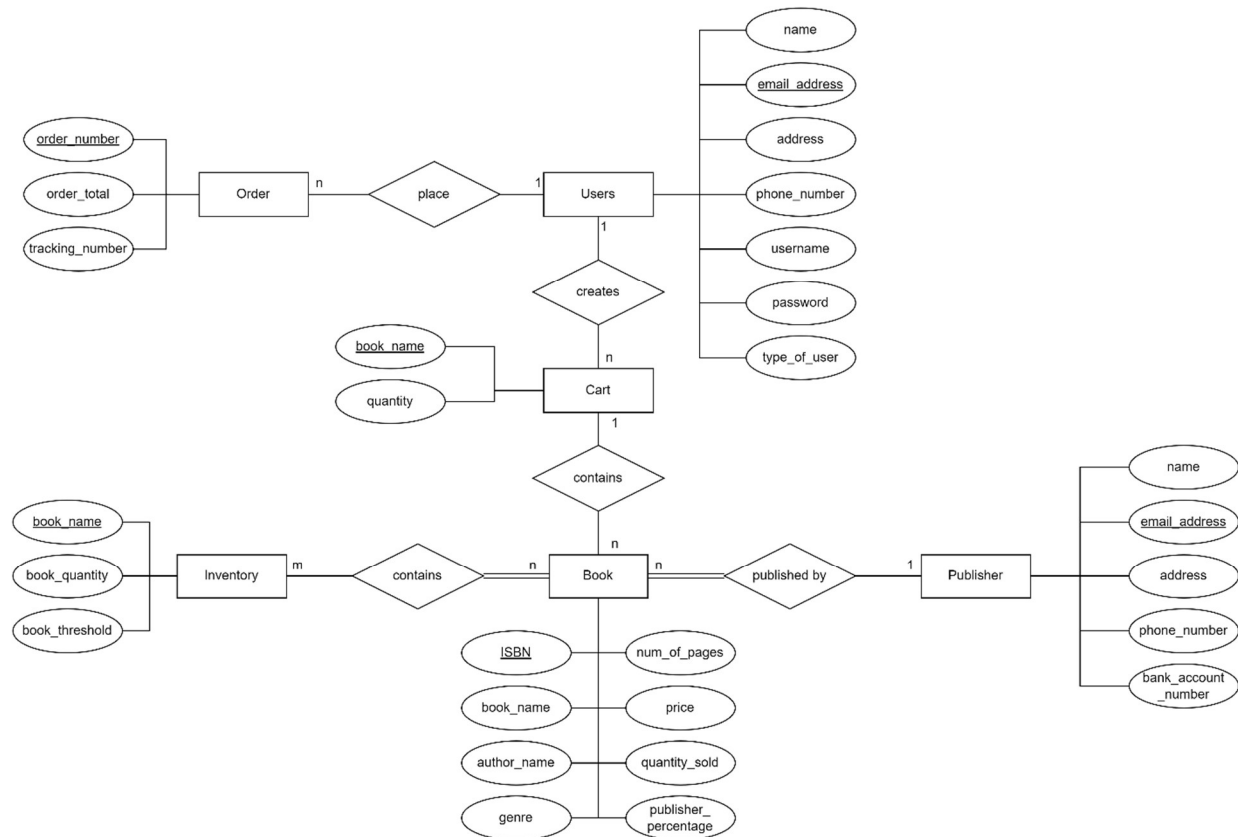 name
email_address
address
phone_number
username
password
type_of_user
order_number
order_total
tracking_number
Order
n
place
1
Users
1
creates
n
book_name
quantity
Cart
1
contains
n
book_name
book_quantity
book_threshold
Inventory
m
contains
n
Book
n
published by
1
Publisher
name
email_address
address
phone_number
bank_account
_number
ISBN
num_of_pages
book_name
price
author_name
quantity_sold
genre
publisher_
percentage